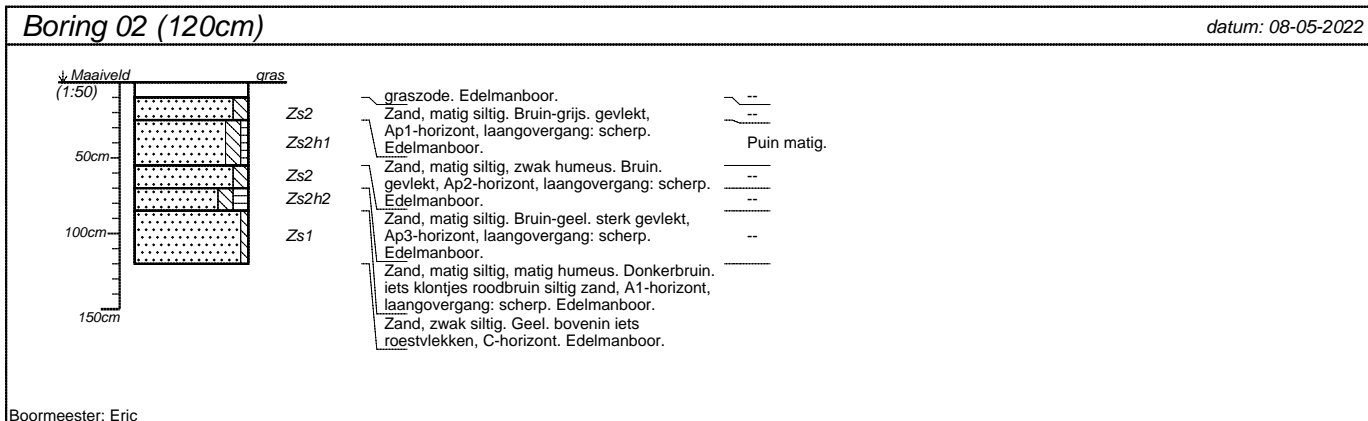 Boring 02 (120cm)
datum: 08-05-2022
Maaiveld
gras
(1:50)
50cm
100cm
150cm
Zs2
Zs2h1
Zs2
Zs2h2
Zs1
graszode. Edelmanboor.
Zand, matig siltig. Bruin-grijs. gevlekt,
Ap1-horizont, laangovergang: scherp.
Edelmanboor.
Zand, matig siltig, zwak humeus. Bruin.
gevlekt, Ap2-horizont, laangovergang: scherp.
Edelmanboor.
Zand, matig siltig. Bruin-geel. sterk gevlekt,
Ap3-horizont, laangovergang: scherp.
Edelmanboor.
Zand, matig siltig, matig humeus. Donkerbruin.
iets klontjes roodbruin siltig zand, A1-horizont,
laangovergang: scherp. Edelmanboor.
Zand, zwak siltig. Geel. bovenin iets
roestvlekken, C-horizont. Edelmanboor.
--
--
Puin matig.
--
--
--
Boormeester: Eric